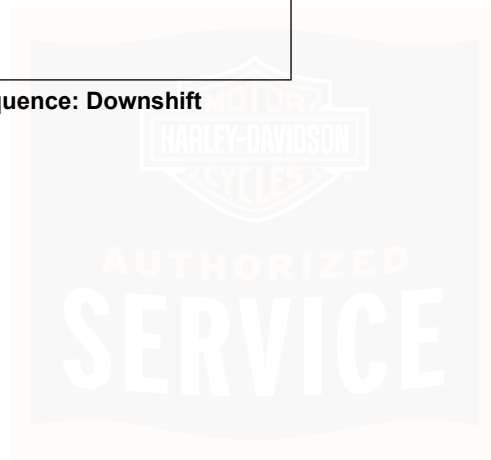 quence: Downshift
MOTOR
HARLEY-DAVIDSON
CYCLES
AUTHORIZED
SERVICE